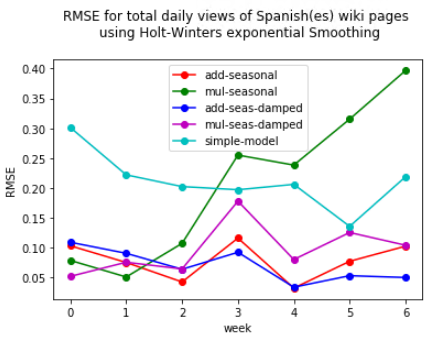 RMSE for total daily views of Spanish(es) wiki pages
using Holt-Winters exponential Smoothing
0.40
0.35
0.30
0.25
0.20
0.15
0.10
0.05
RMSE
add-seasonal
mul-seasonal
add-seas-damped
mul-seas-damped
simple-model
0 1 2 3 4 5 6
week